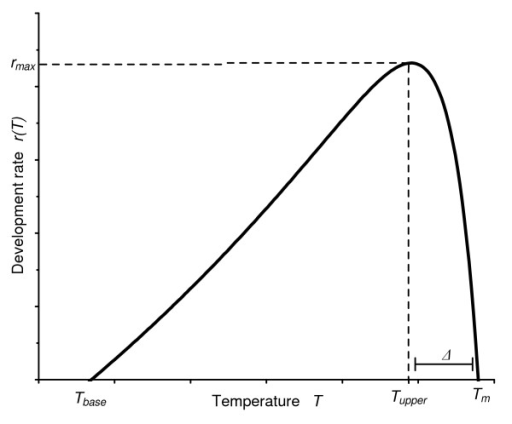 r_max
Development rate r(T)
Δ
T_base
Temperature T
T_upper
T_m